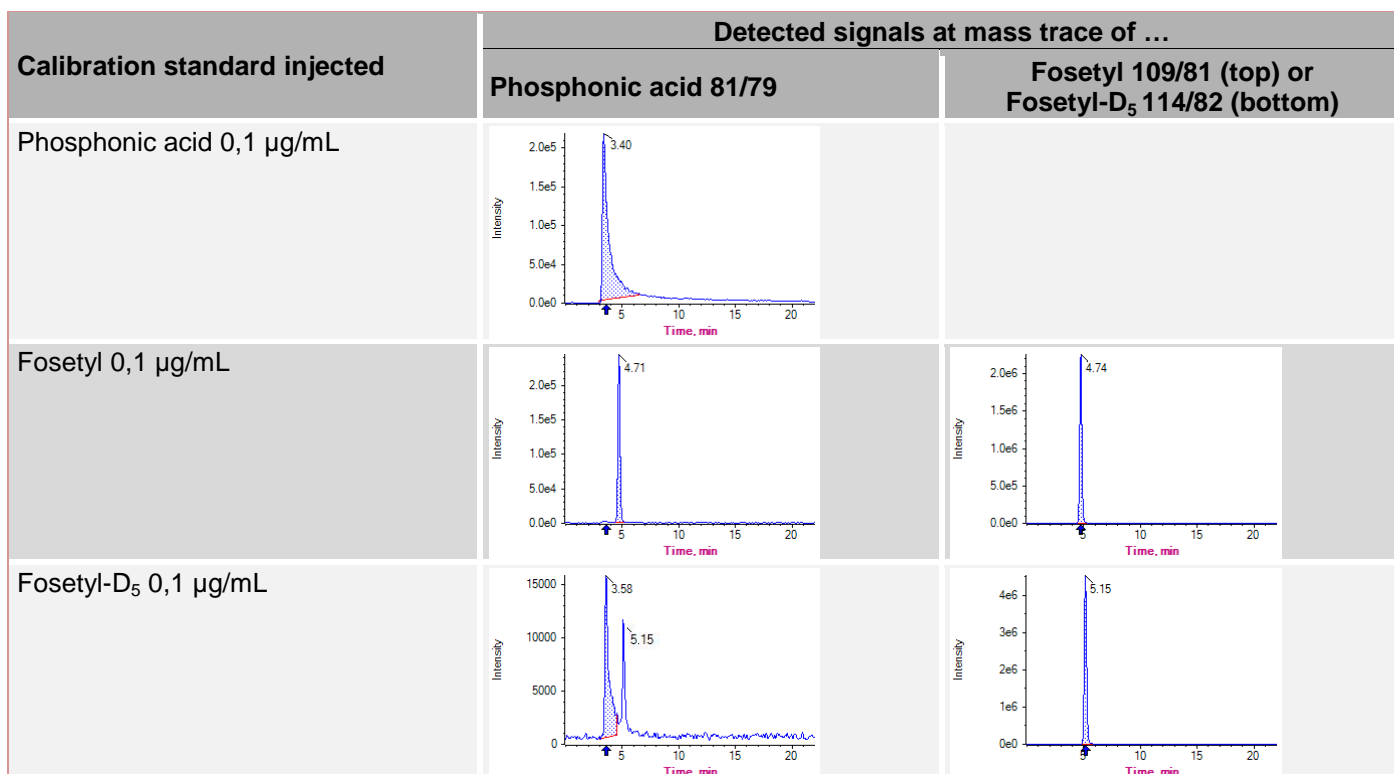 Calibration standard injected
Detected signals at mass trace of …
Phosphonic acid 81/79
Fosetyl 109/81 (top) or
Fosetyl-D5 114/82 (bottom)
Phosphonic acid 0,1 µg/mL
3.40
2.0e5
1.5e5
1.0e5
5.0e4
0.0e0
Intensity
5 10 15 20
Time, min
Fosetyl 0,1 µg/mL
4.71
2.0e5
1.5e5
1.0e5
5.0e4
0.0e0
Intensity
5 10 15 20
Time, min
4.74
2.0e6
1.5e6
1.0e6
5.0e5
0.0e0
Intensity
5 10 15 20
Time, min
Fosetyl-D5 0,1 µg/mL
15000
3.58
10000
5.15
5000
0
Intensity
5 10 15 20
Time, min
4e6
5.15
3e6
2e6
1e6
0e0
Intensity
5 10 15 20
Time, min